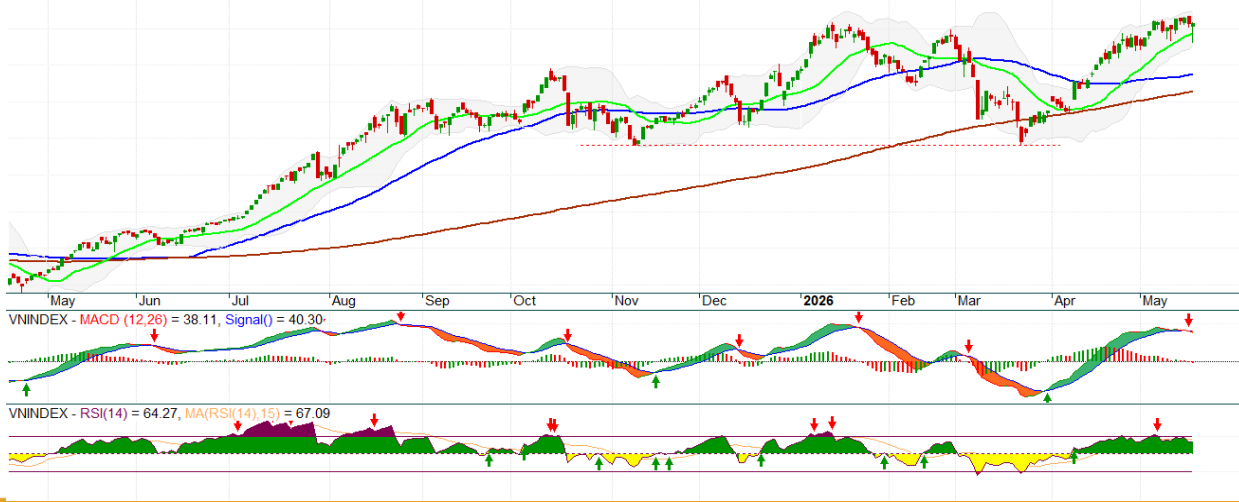 May Jun Jul Aug Sep Oct Nov Dec 2026 Feb Mar Apr May
VNINDEX - MACD (12,26) = 38.11, Signal() = 40.30
VNINDEX - RSI(14) = 64.27, MA(RSI(14),15) = 67.09